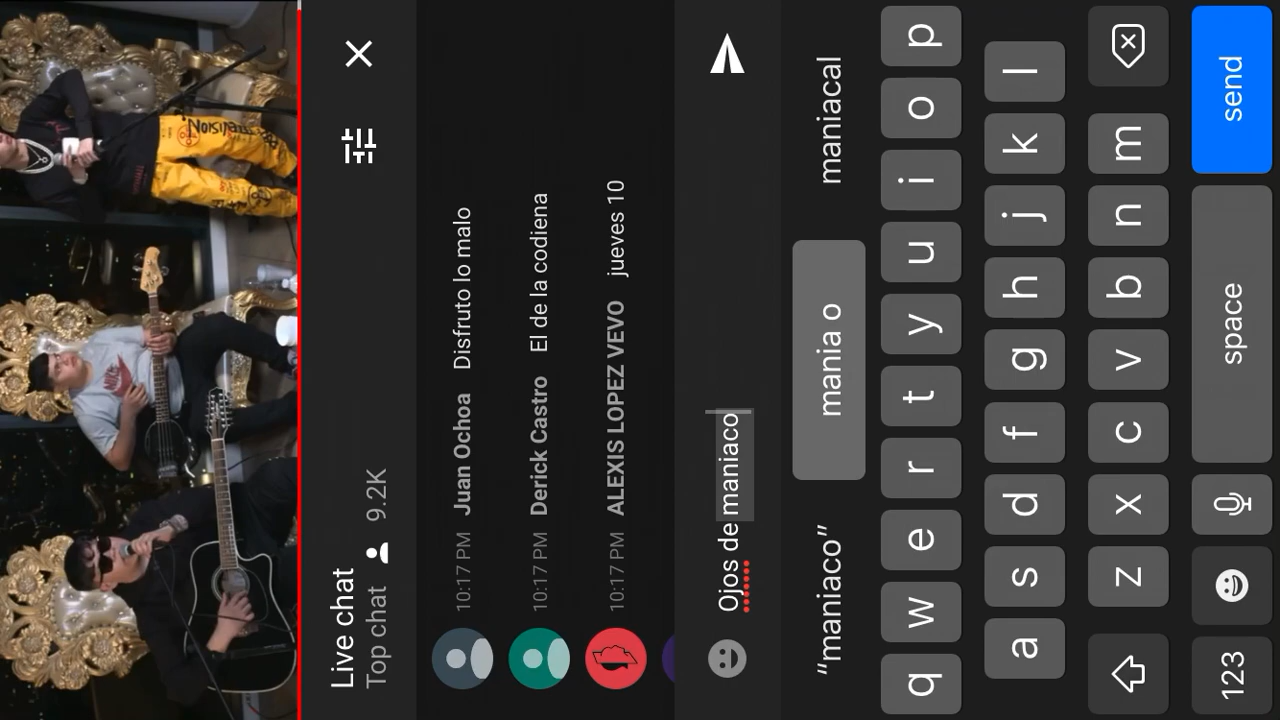 Live chat
Top chat 9.2K
10:17 PM Juan Ochoa Disfruto lo malo
10:17 PM Derick Castro El de la codiena
10:17 PM ALEXIS LOPEZ VEVO jueves 10
Ojos de maniaco
"maniaco" mania o maniacal
q w e r t y u i o p
a s d f g h j k l
z x c v b n m
123 space send